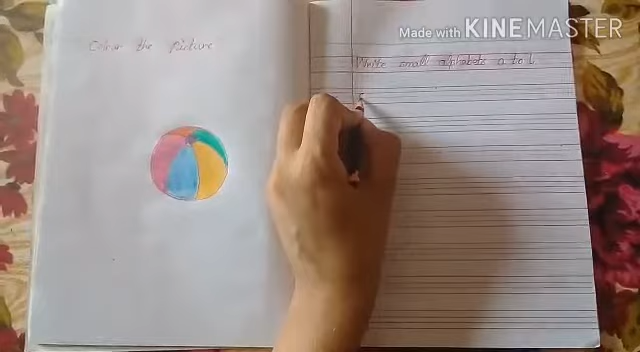 Made with KINEMASTER
Colour the Picture
Write small alphabets a to l